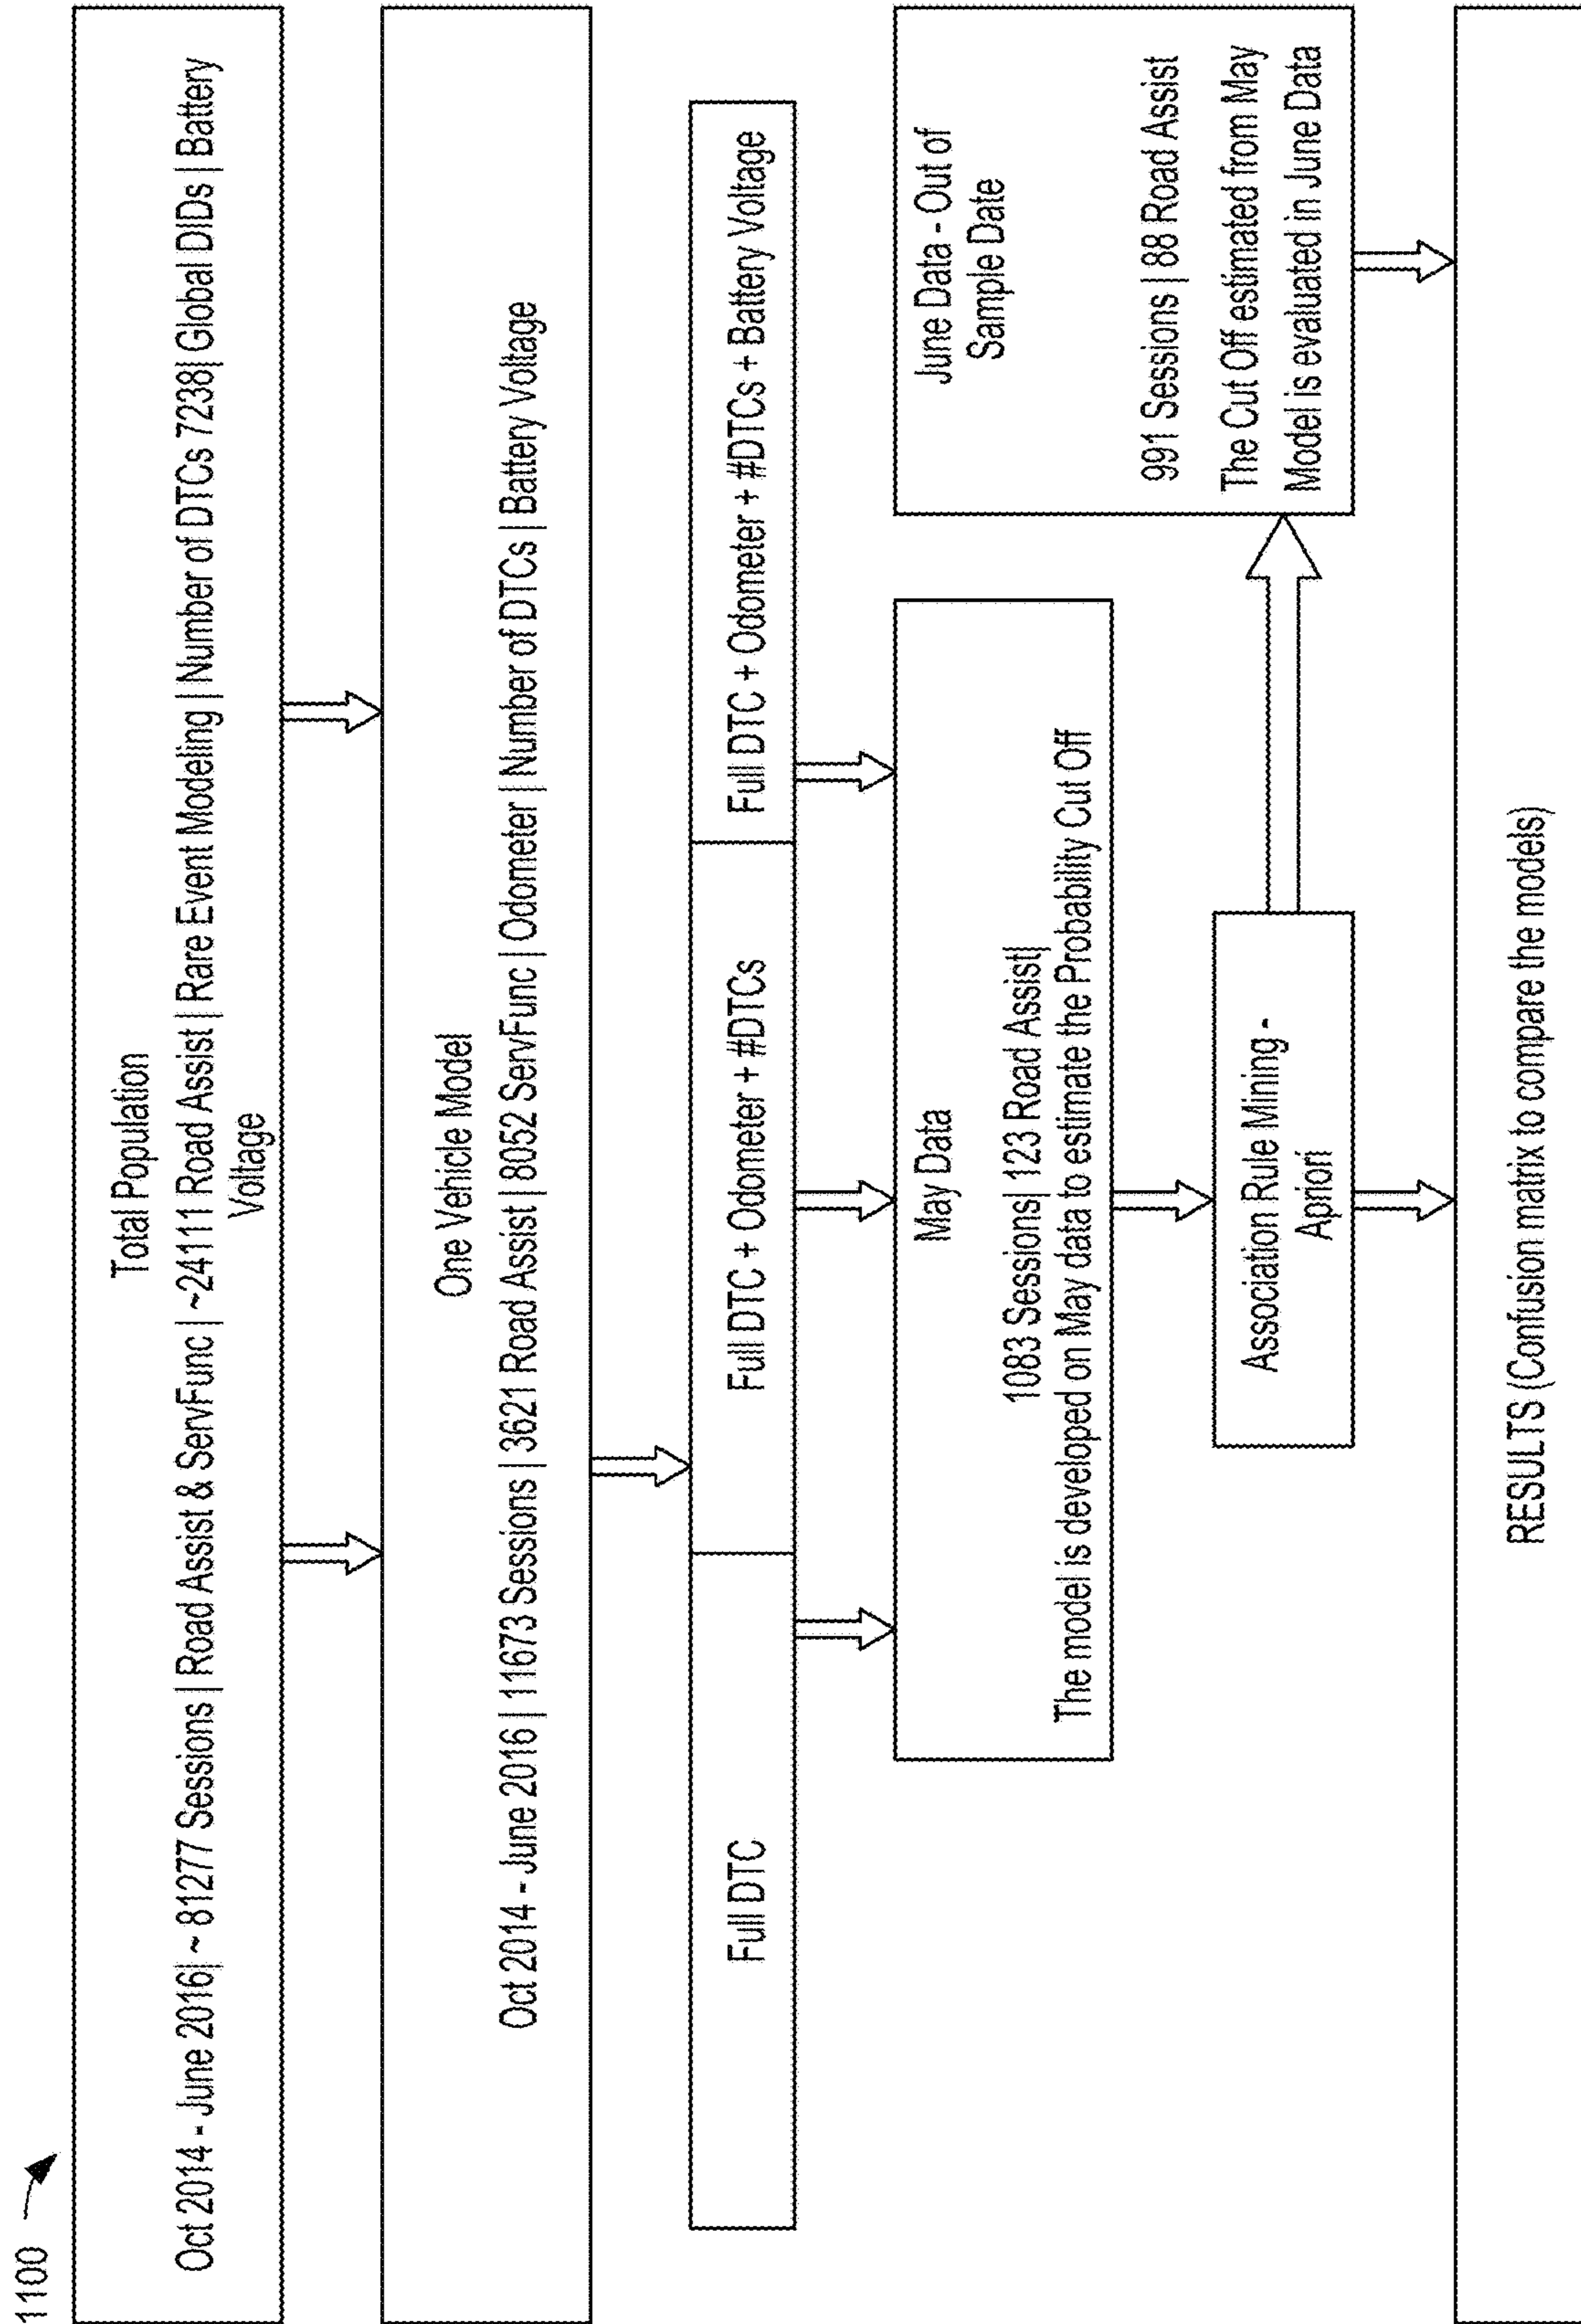 1100
Total Population
Oct 2014 - June 2016| ~ 81277 Sessions | Road Assist & ServFunc | ~24111 Road Assist | Rare Event Modeling | Number of DTCs 7238| Global DIDs | Battery
Voltage
One Vehicle Model
Oct 2014 - June 2016 | 11673 Sessions | 3621 Road Assist | 8052 ServFunc | Odometer | Number of DTCs | Battery Voltage
Full DTC
Full DTC + Odometer + #DTCs
Full DTC + Odometer + #DTCs + Battery Voltage
May Data
1083 Sessions| 123 Road Assist|
The model is developed on May data to estimate the Probability Cut Off
June Data - Out of
Sample Date
991 Sessions | 88 Road Assist
The Cut Off estimated from May
Model is evaluated in June Data
Association Rule Mining -
Apriori
RESULTS (Confusion matrix to compare the models)